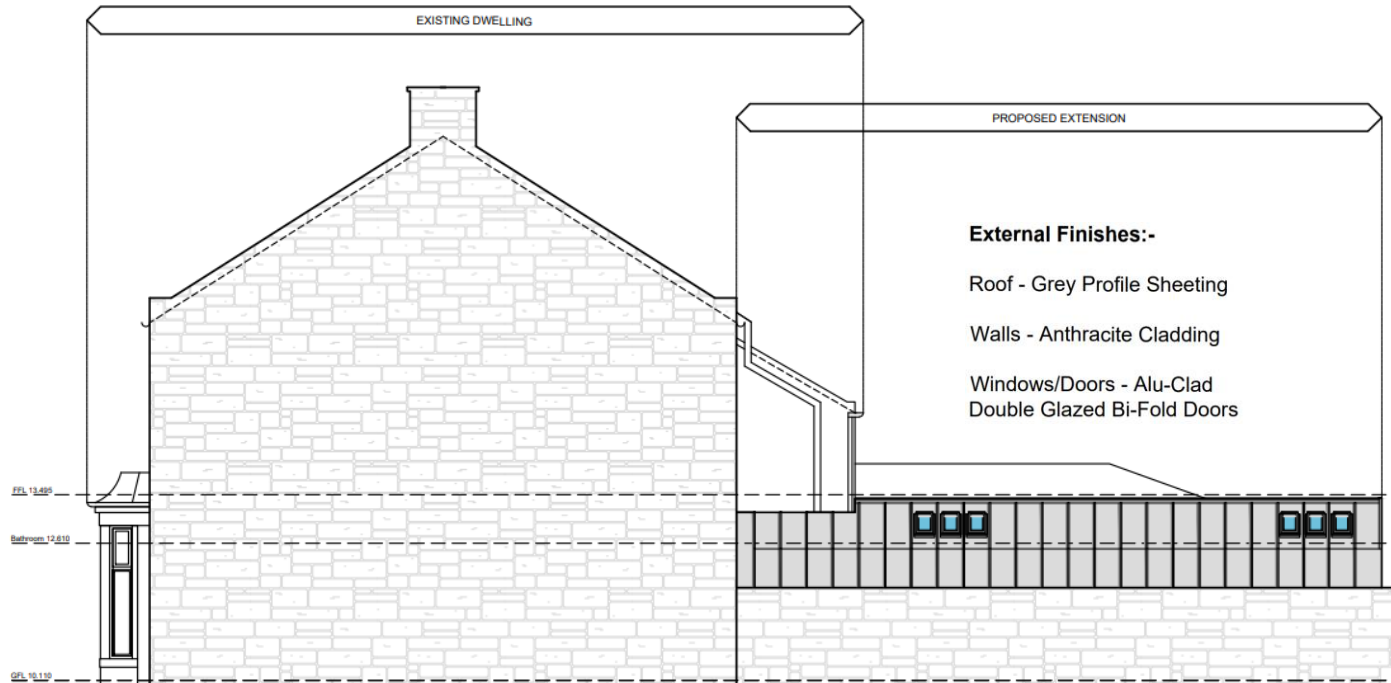 EXISTING DWELLING
PROPOSED EXTENSION
External Finishes:-
Roof - Grey Profile Sheeting
Walls - Anthracite Cladding
Windows/Doors - Alu-Clad
Double Glazed Bi-Fold Doors
FFL 13.495
Bathroom 12.610
GFL 10.110